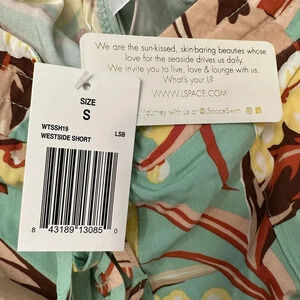 We are the sun-kissed, skin-baring beauties whose
love for the seaside drives us daily.
We invite you to live, love & lounge with us.
What's your L?
WWW.LSPACE.COM
journey with us at @LSpaceSwim
SIZE
S
WTSSH19
LSB
WESTSIDE SHORT
8 43189 13085 0